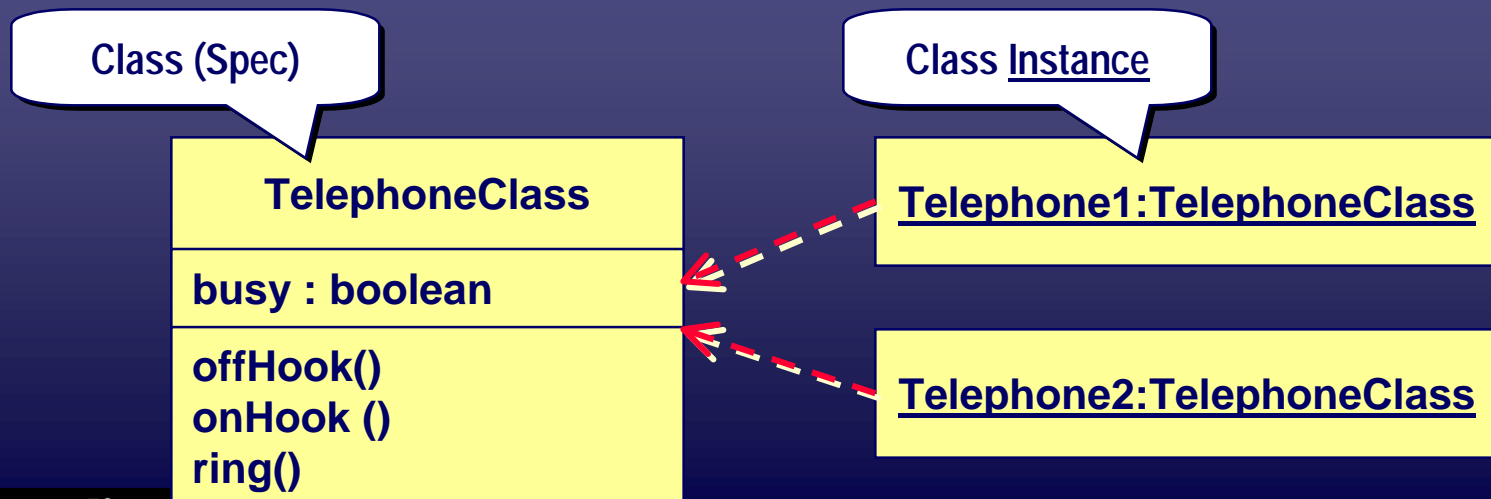 Class (Spec)
Class Instance
TelephoneClass
busy : boolean
offHook()
onHook ()
ring()
Telephone1:TelephoneClass
Telephone2:TelephoneClass